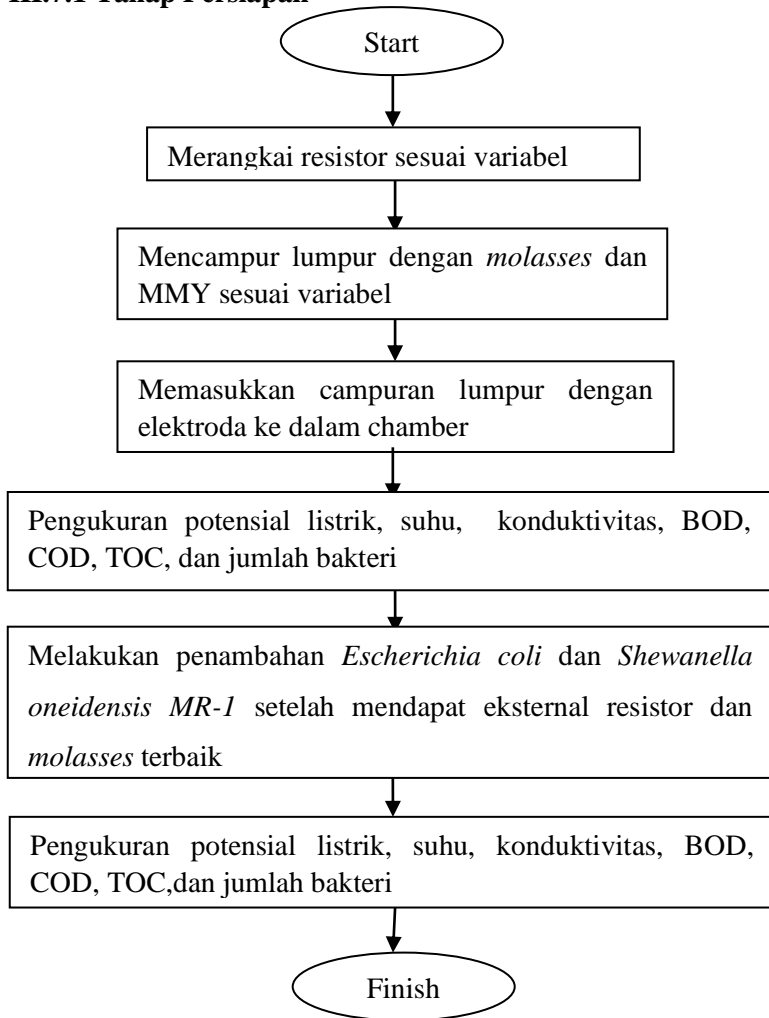 III.7.1 Tahap Persiapan
Start
Merangkai resistor sesuai variabel
Mencampur lumpur dengan molasses dan
MMY sesuai variabel
Memasukkan campuran lumpur dengan
elektroda ke dalam chamber
Pengukuran potensial listrik, suhu, konduktivitas, BOD,
COD, TOC, dan jumlah bakteri
Melakukan penambahan Escherichia coli dan Shewanella
oneidensis MR-1 setelah mendapat eksternal resistor dan
molasses terbaik
Pengukuran potensial listrik, suhu, konduktivitas, BOD,
COD, TOC,dan jumlah bakteri
Finish